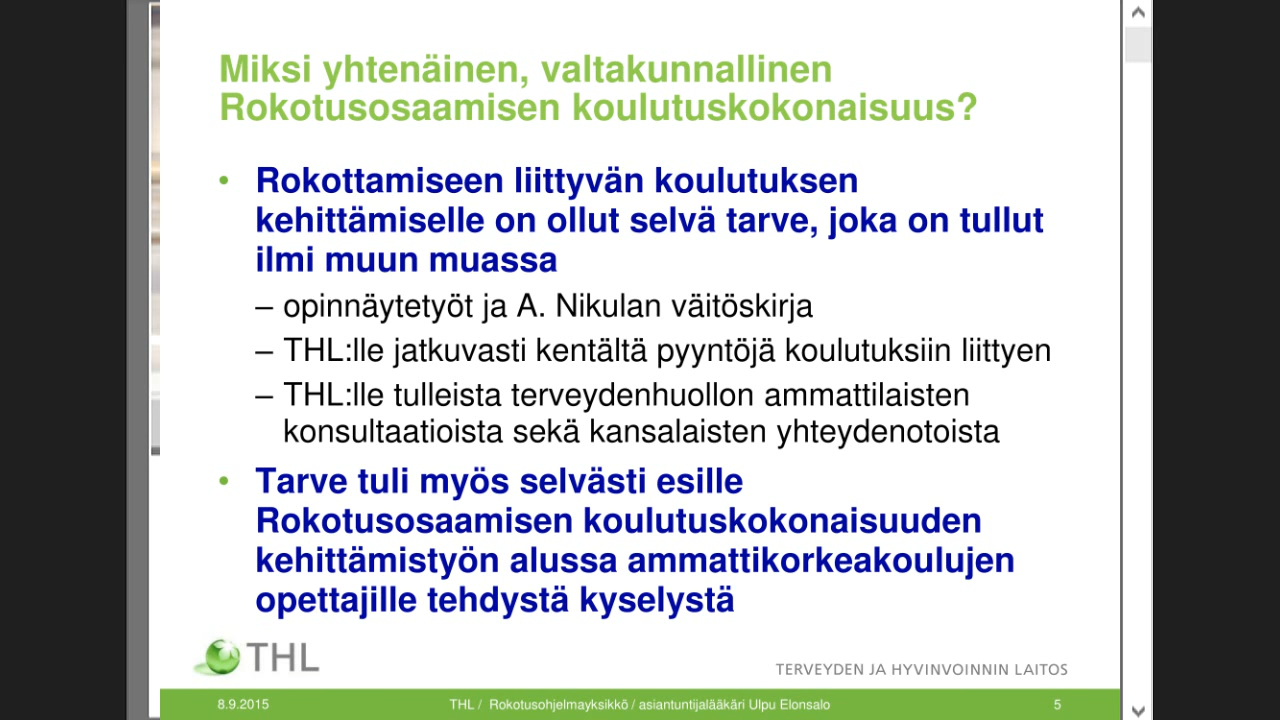 Miksi yhtenäinen, valtakunnallinen
Rokotusosaamisen koulutuskokonaisuus?
• Rokottamiseen liittyvän koulutuksen
kehittämiselle on ollut selvä tarve, joka on tullut
ilmi muun muassa
– opinnäytetyöt ja A. Nikulan väitöskirja
– THL:lle jatkuvasti kentältä pyyntöjä koulutuksiin liittyen
– THL:lle tulleista terveydenhuollon ammattilaisten
konsultaatioista sekä kansalaisten yhteydenotoista
• Tarve tuli myös selvästi esille
Rokotusosaamisen koulutuskokonaisuuden
kehittämistyön alussa ammattikorkeakoulujen
opettajille tehdystä kyselystä
THL
TERVEYDEN JA HYVINVOINNIN LAITOS
8.9.2015
THL / Rokotusohjelmayksikkö / asiantuntijalääkäri Ulpu Elonsalo
5